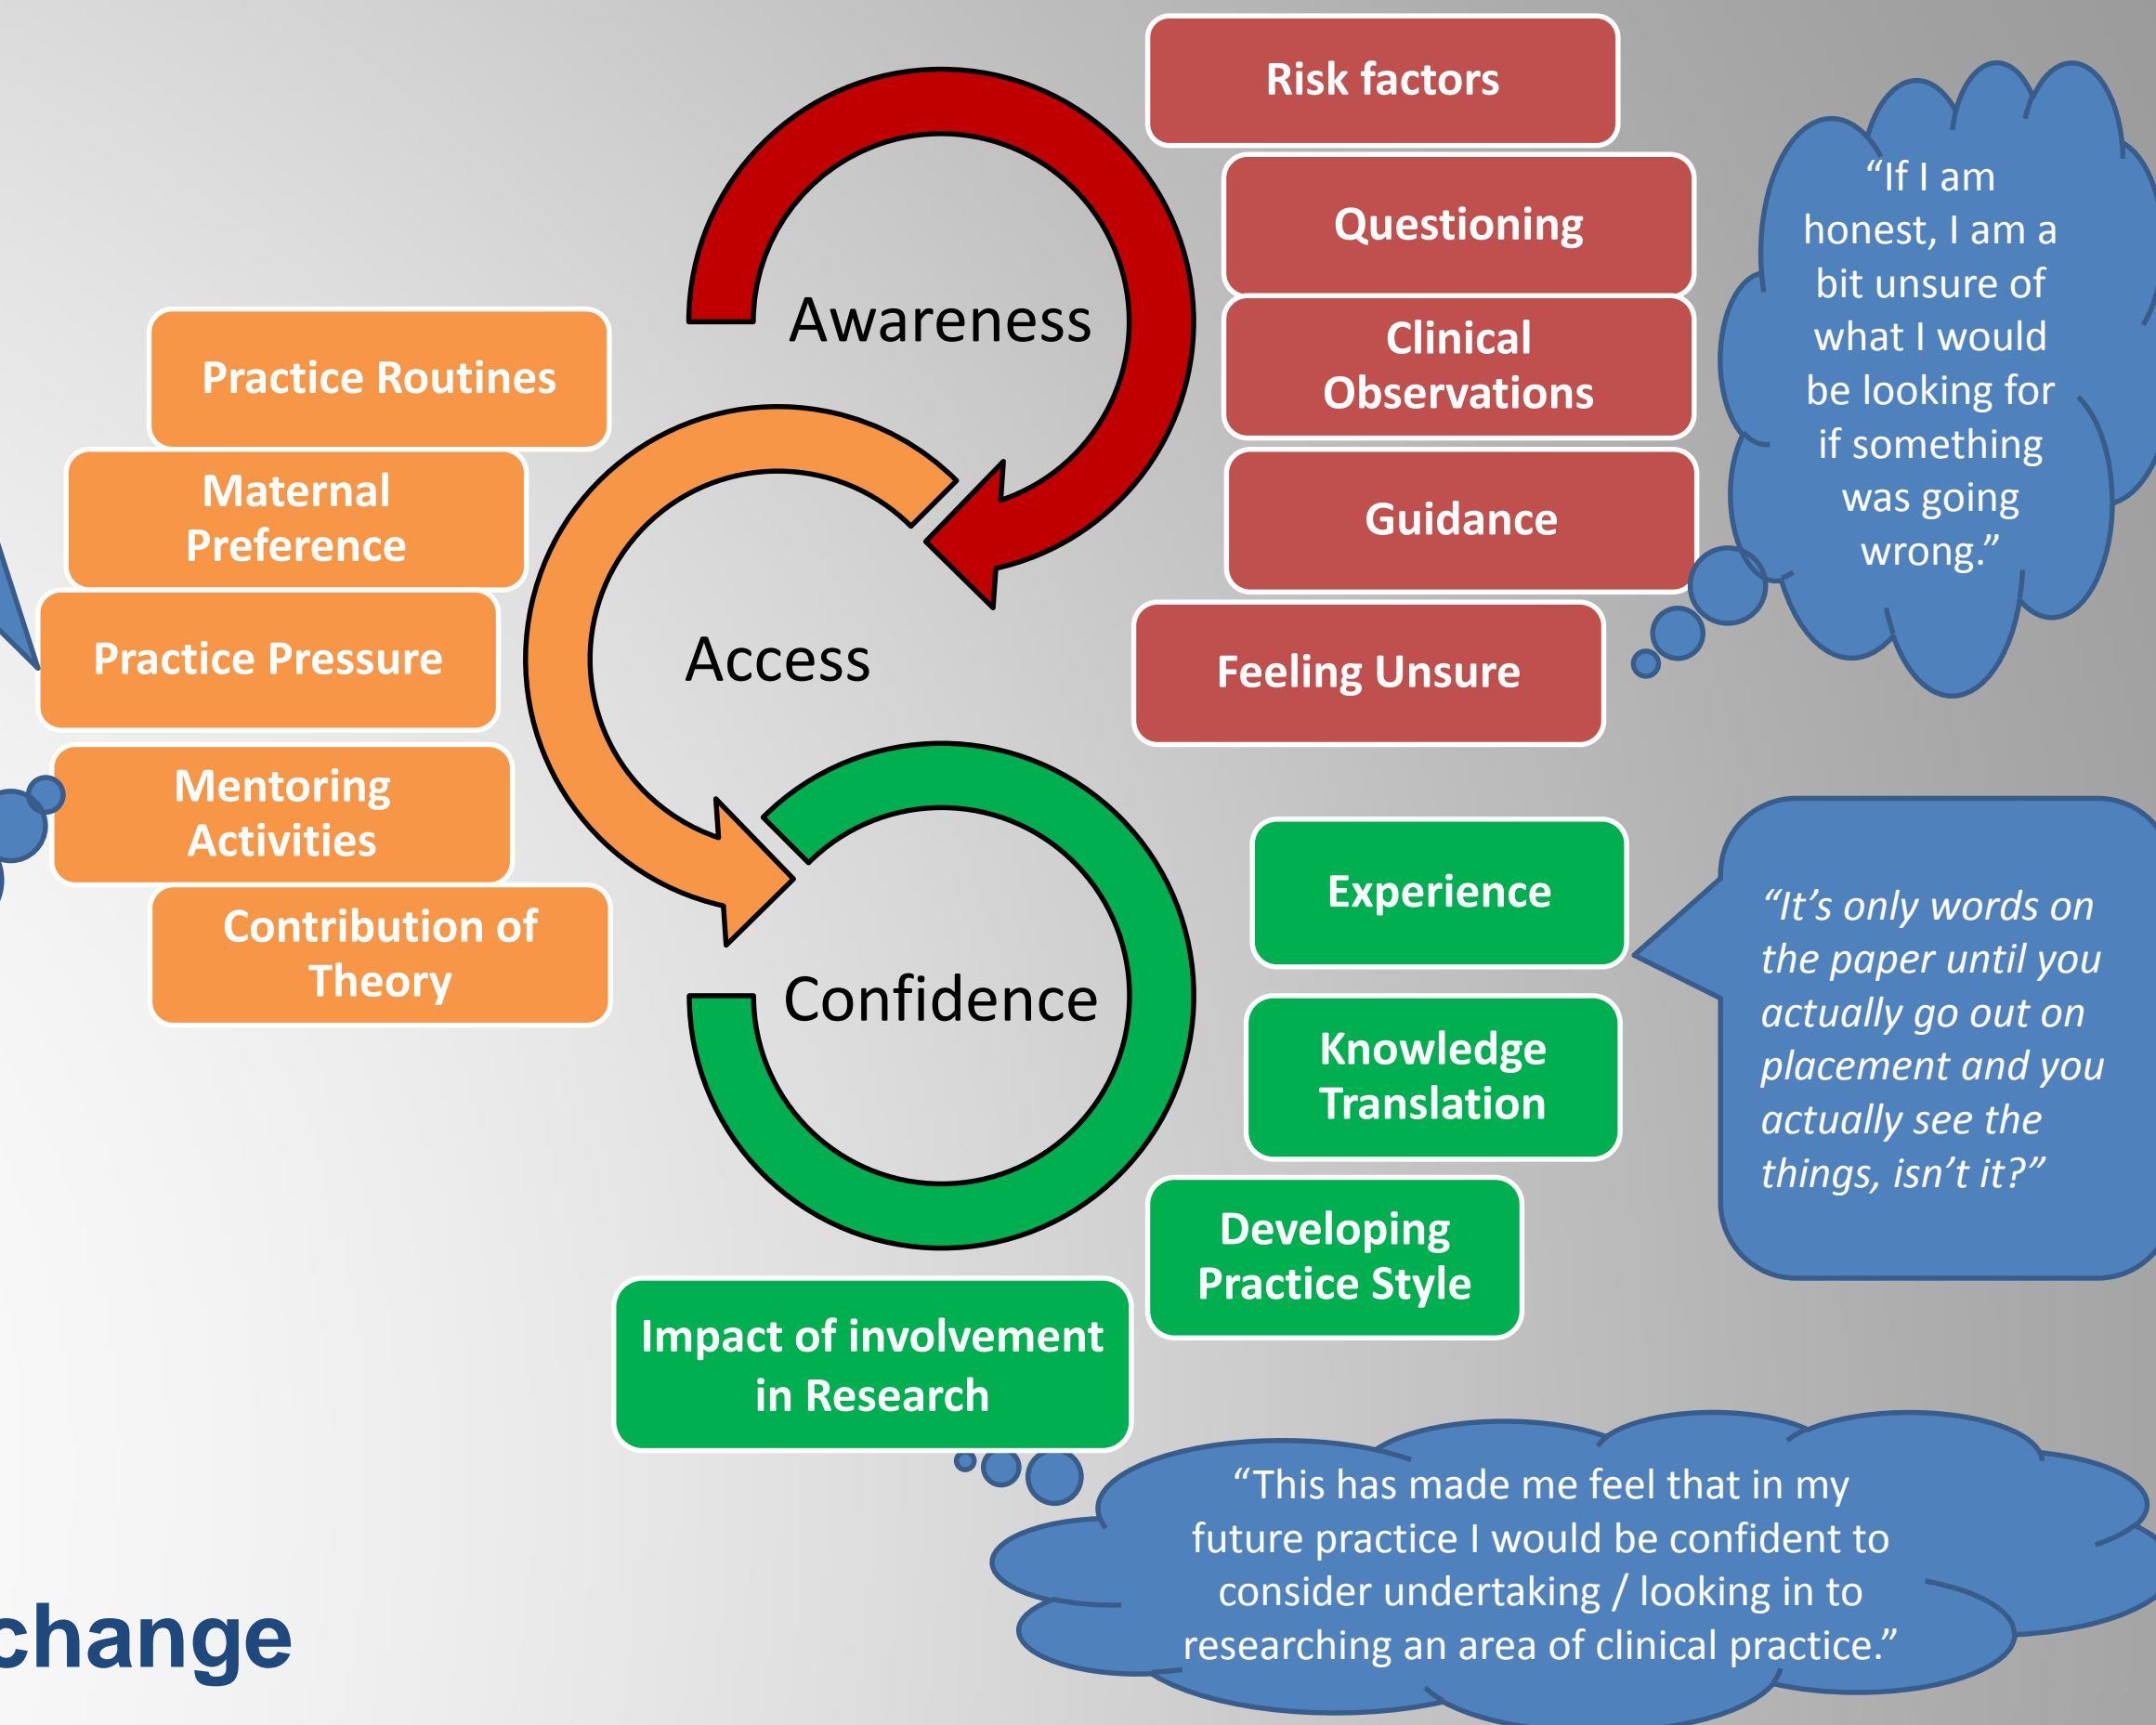 Awareness
Risk factors
Questioning
Clinical
Observations
Guidance
Feeling Unsure
“If I am
honest, I am a
bit unsure of
what I would
be looking for
if something
was going
wrong.”
Access
Practice Routines
Maternal
Preference
Practice Pressure
Mentoring
Activities
Contribution of
Theory
Confidence
Experience
Knowledge
Translation
Developing
Practice Style
Impact of involvement
in Research
“It’s only words on
the paper until you
actually go out on
placement and you
actually see the
things, isn’t it?”
“This has made me feel that in my
future practice I would be confident to
consider undertaking / looking in to
researching an area of clinical practice.”
change